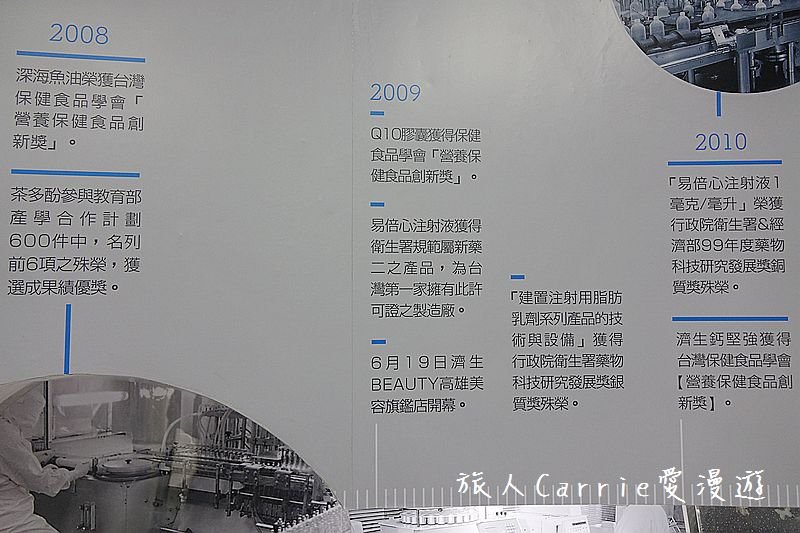 2008
深海魚油榮獲台灣
保健食品學會「
營養保健食品創
新獎」。
茶多酚參與教育部
產學合作計劃
600件中，名列
前6項之殊榮，獲
選成果績優獎。
2009
Q10膠囊獲得保健
食品學會「營養保
健食品創新獎」。
易倍心注射液獲得
衛生署規範屬新藥
二之產品，為台
灣第一家擁有此許
可證之製造廠。
6月19日濟生
BEAUTY高雄美
容旗鑑店開幕。
「建置注射用脂肪
乳劑系列產品的技
術與設備」獲得
行政院衛生署藥物
科技研究發展獎銀
質獎殊榮。
2010
「易倍心注射液1
毫克/毫升」榮獲
行政院衛生署&經
濟部99年度藥物
科技研究發展獎銅
質獎殊榮。
濟生鈣堅強獲得
台灣保健食品學會
【營養保健食品創
新獎】。
旅人Carrie愛漫遊